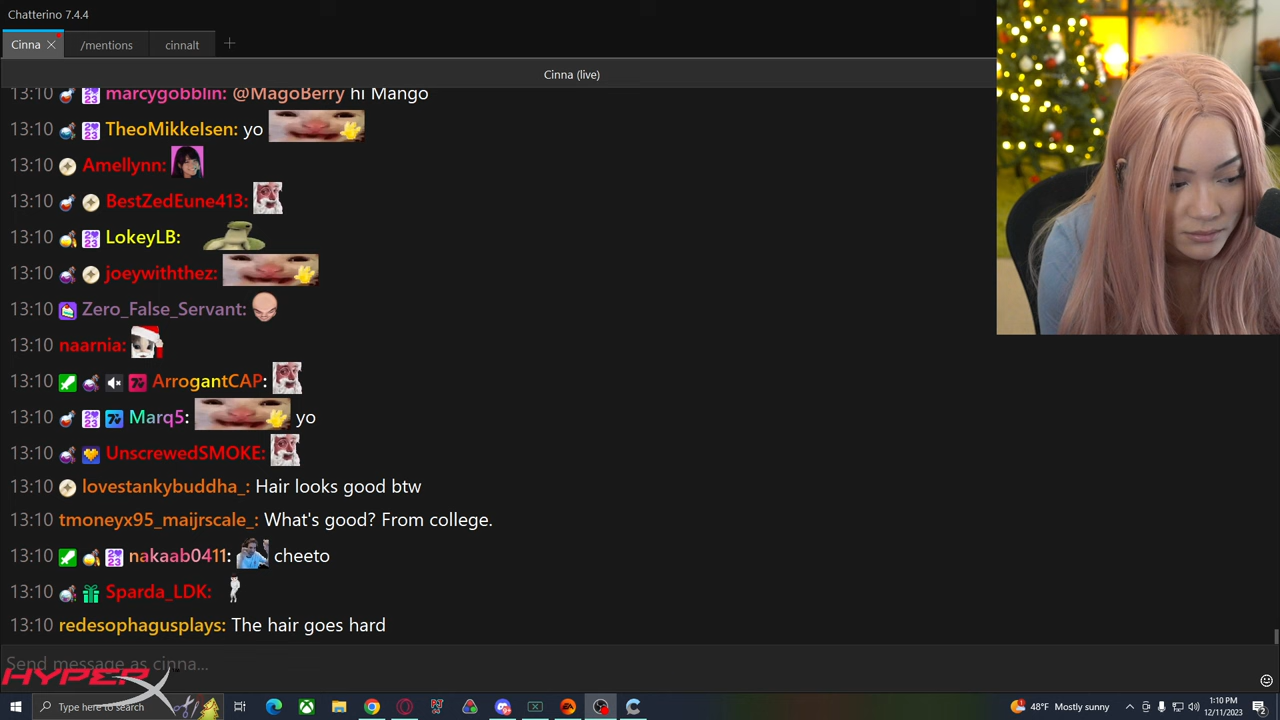 Chatterino 7.4.4
Cinna
/mentions
cinnalt
Cinna (live)
13:10 marcygobblin: @MagoBerry hi Mango
13:10 TheoMikkelsen: yo
13:10 Amellynn:
13:10 BestZedEune413:
13:10 LokeyLB:
13:10 joeywiththez:
13:10 Zero_False_Servant:
13:10 naarnia:
13:10 ArrogantCAP:
13:10 Marq5: yo
13:10 UnscrewedSMOKE:
13:10 lovestankybuddha_: Hair looks good btw
13:10 tmoneyx95_maijrscale_: What's good? From college.
13:10 nakaab0411: cheeto
13:10 Sparda_LDK:
13:10 redesophagusplays: The hair goes hard
Send message as cinna...
HYPERX
Type here to search
48°F Mostly sunny
1:10 PM
12/11/2023
2